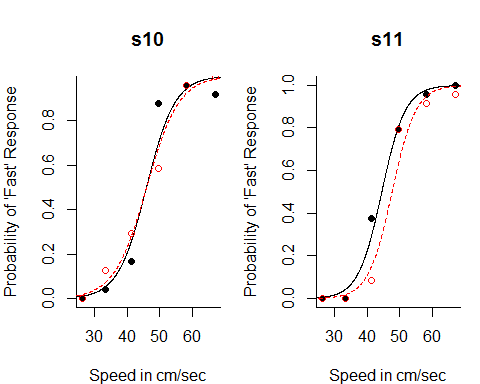 s10
Probability of 'Fast' Response
0.0 0.2 0.4 0.6 0.8
30 40 50 60
Speed in cm/sec
s11
Probability of 'Fast' Response
0.0 0.2 0.4 0.6 0.8 1.0
30 40 50 60
Speed in cm/sec